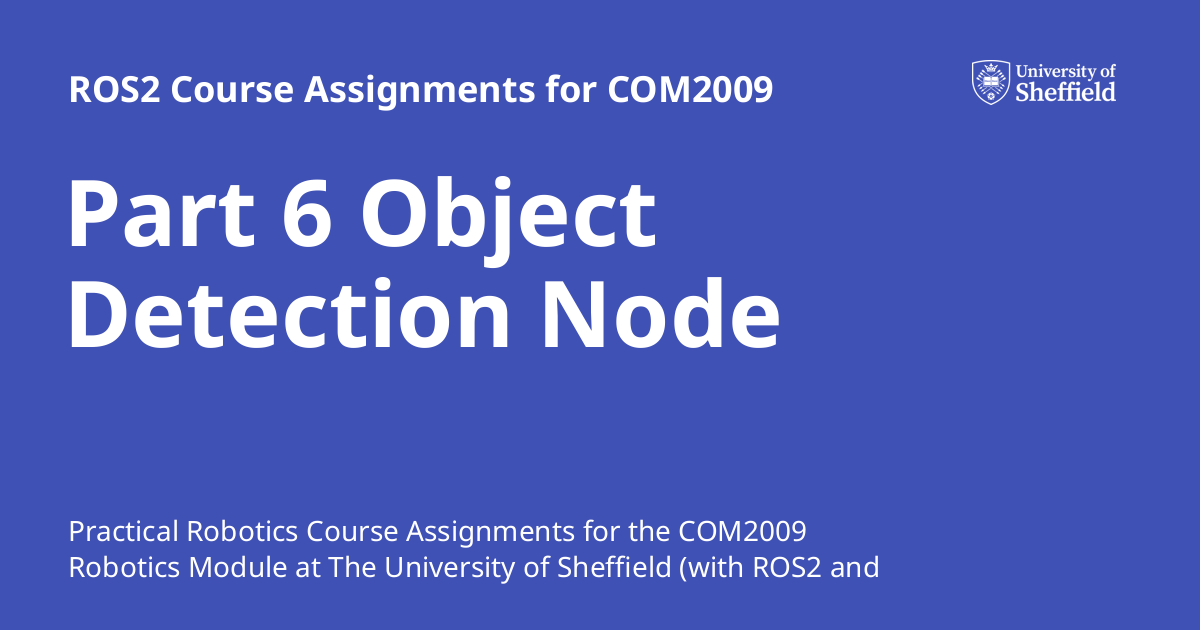 ROS2 Course Assignments for COM2009
University of
Sheffield
Part 6 Object
Detection Node
Practical Robotics Course Assignments for the COM2009
Robotics Module at The University of Sheffield (with ROS2 and